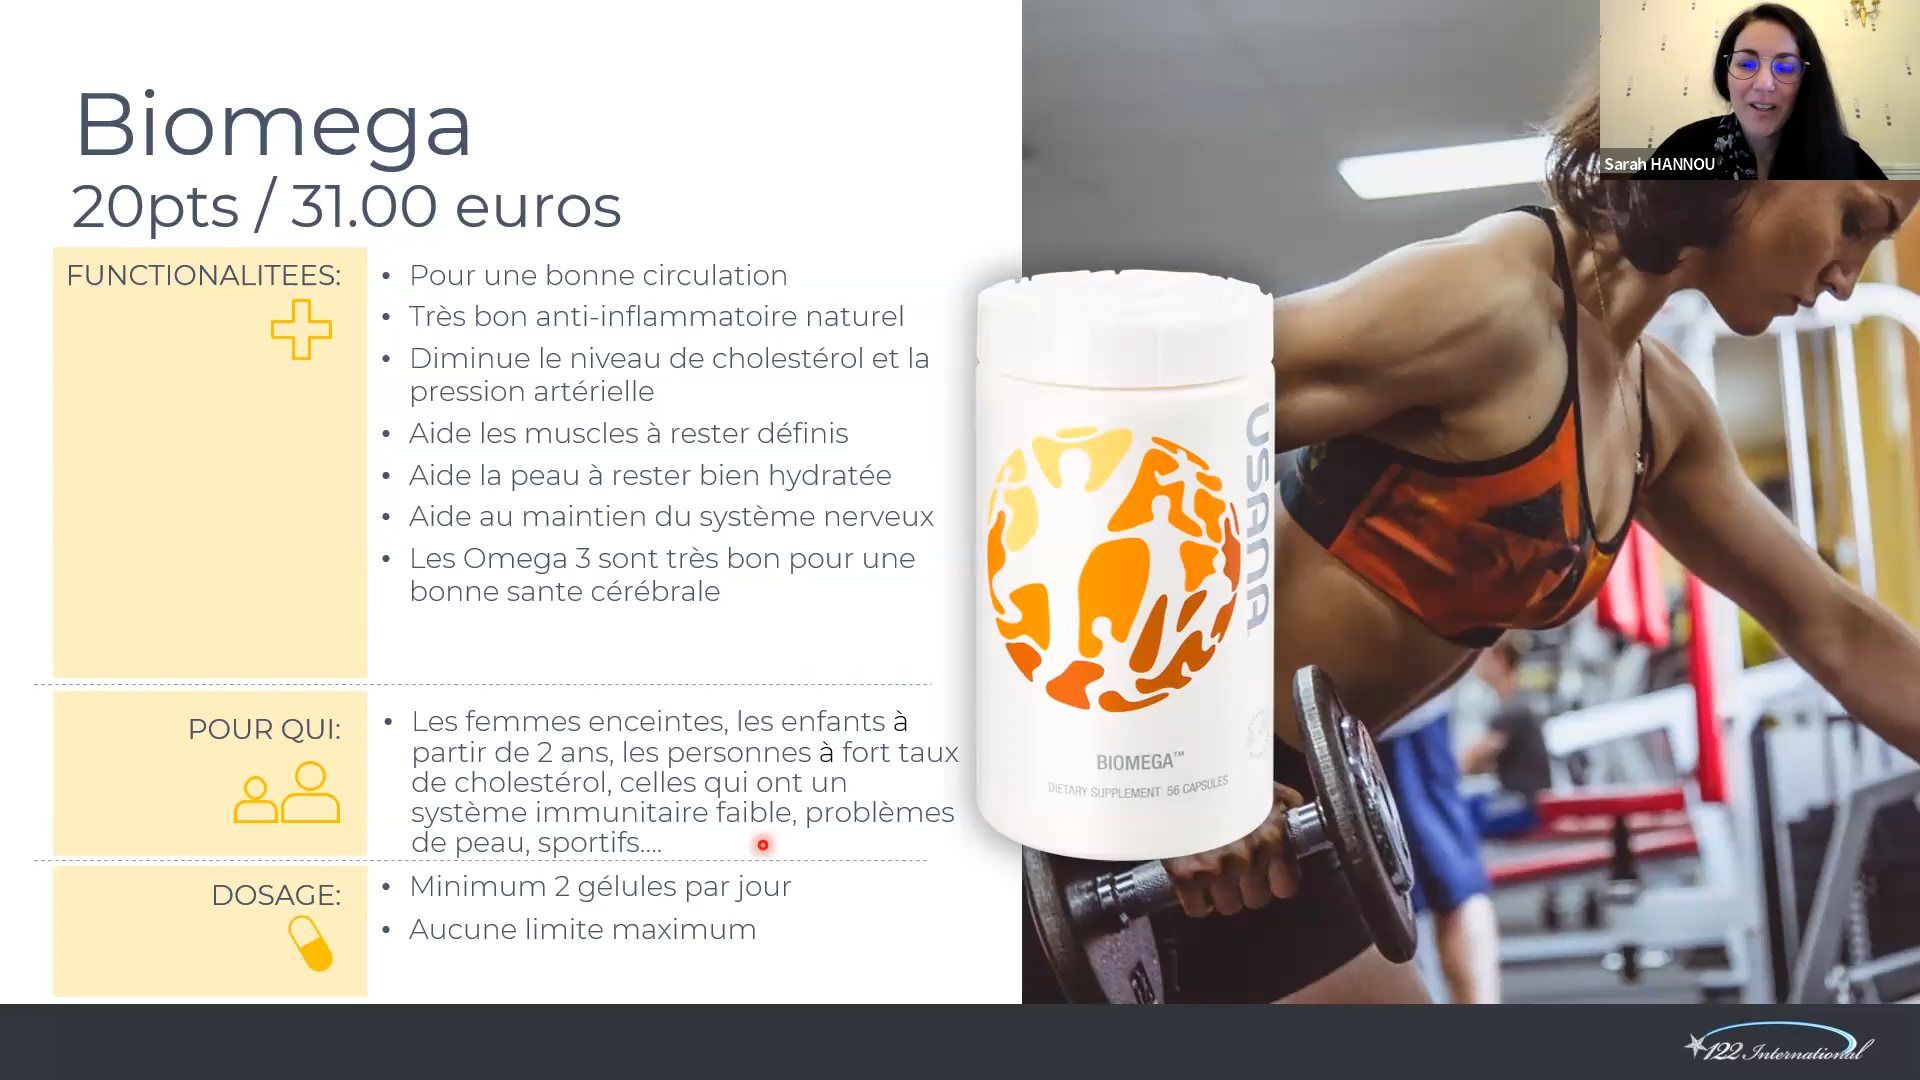 Biomega
20pts / 31.00 euros
FUNCTIONALITEES:
• Pour une bonne circulation
• Très bon anti-inflammatoire naturel
• Diminue le niveau de cholestérol et la
pression artérielle
• Aide les muscles à rester définis
• Aide la peau à rester bien hydratée
• Aide au maintien du système nerveux
• Les Omega 3 sont très bon pour une
bonne sante cérébrale
POUR QUI:
• Les femmes enceintes, les enfants à
partir de 2 ans, les personnes à fort taux
de cholestérol, celles qui ont un
système immunitaire faible, problèmes
de peau, sportifs....
DOSAGE:
• Minimum 2 gélules par jour
• Aucune limite maximum
USANA
BIOMEGA™
DIETARY SUPPLEMENT 56 CAPSULES
Sarah HANNOU
122 International